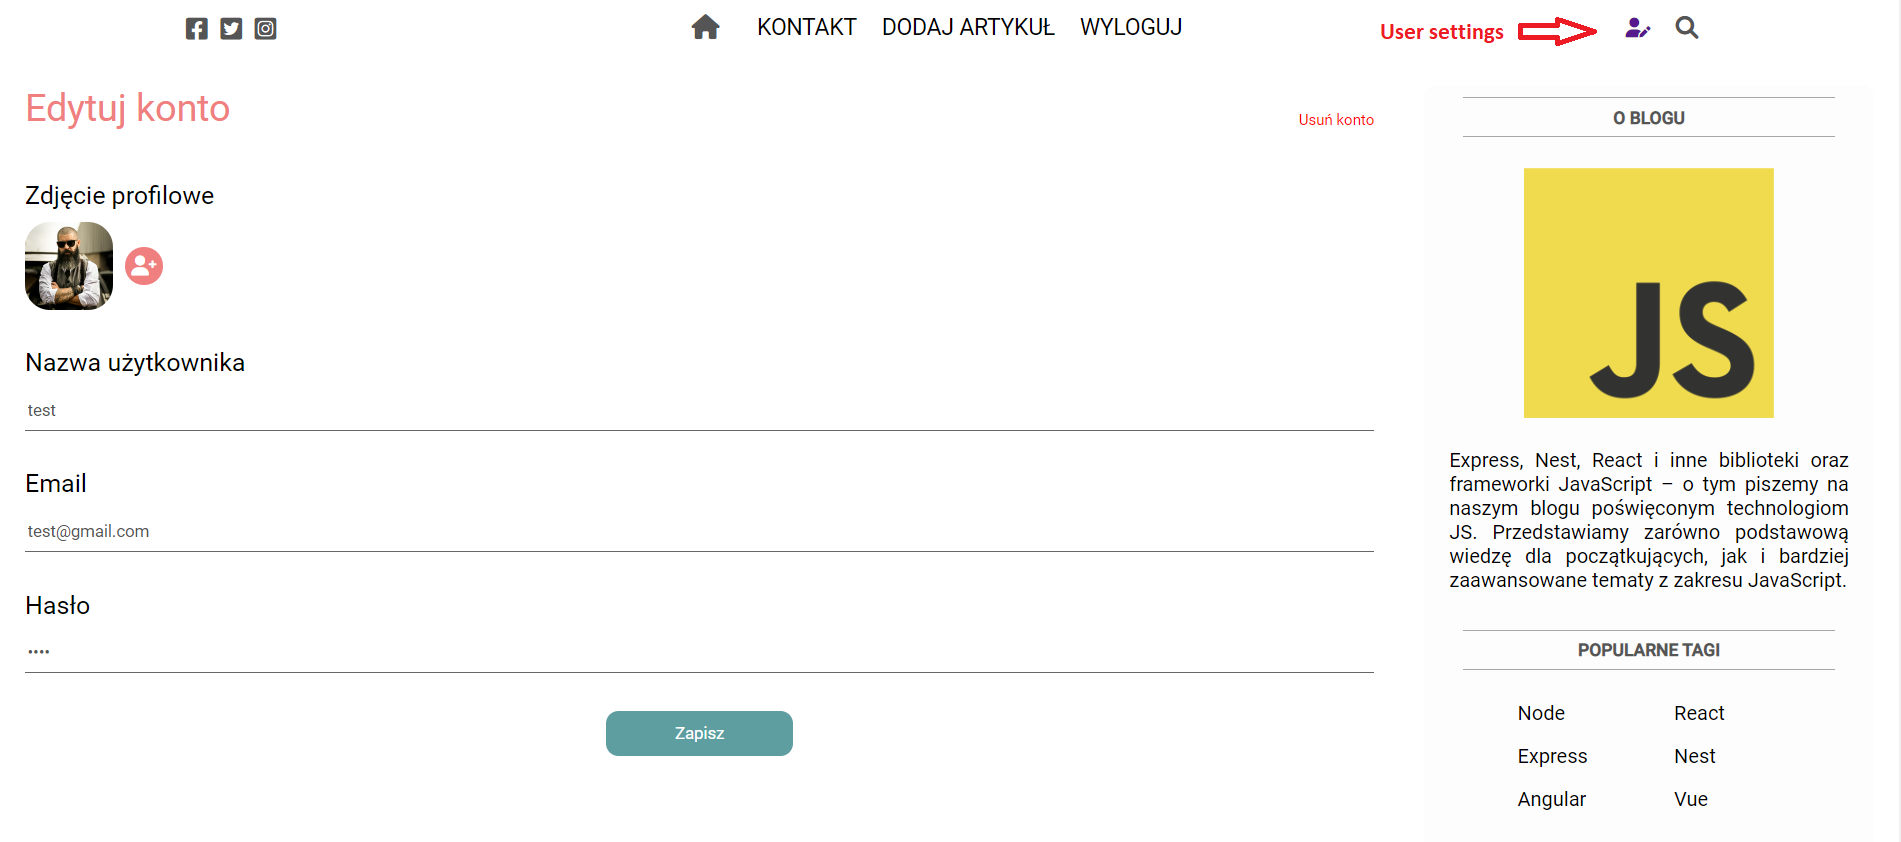 KONTAKT
DODAJ ARTYKUŁ
WYLOGUJ
User settings
Edytuj konto
Usuń konto
Zdjęcie profilowe
Nazwa użytkownika
test
Email
test@gmail.com
Hasło
••••
Zapisz
O BLOGU
JS
Express, Nest, React i inne biblioteki oraz
frameworki JavaScript – o tym piszemy na
naszym blogu poświęconym technologiom
JS. Przedstawiamy zarówno podstawową
wiedzę dla początkujących, jak i bardziej
zaawansowane tematy z zakresu JavaScript.
POPULARNE TAGI
Node
React
Express
Nest
Angular
Vue